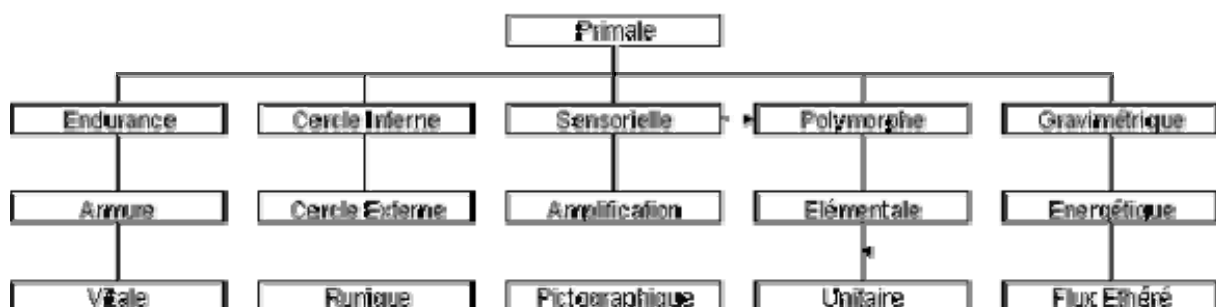 Primale
Endurance Cercle Interne Sensorielle Polymorphe Gravimétrique
Armure Cercle Externe Amplification Elémentale Energétique
Vitale Runique Pictographique Unitaire Flux Ethéré